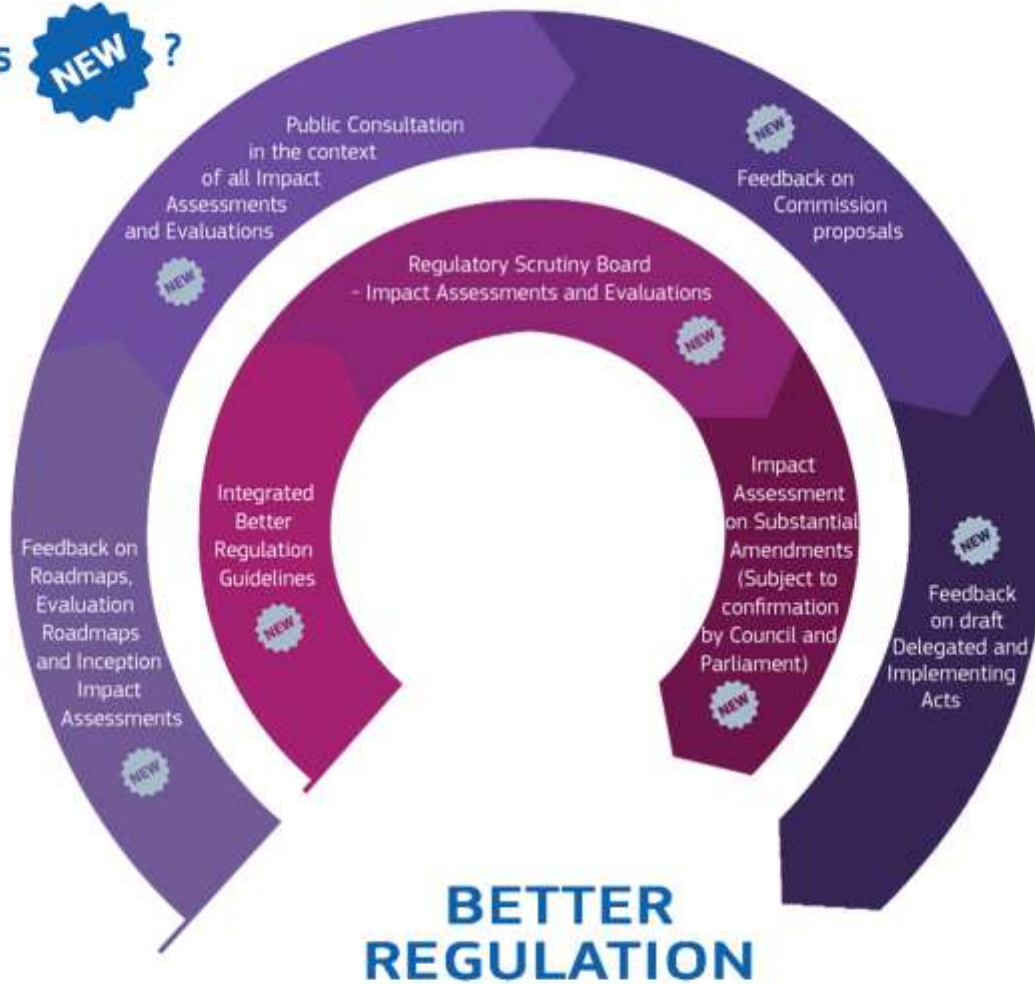 s NEW ?
Public Consultation
in the context
of all Impact
Assessments
and Evaluations
NEW
NEW
Feedback on
Commission
proposals
Regulatory Scrutiny Board
- Impact Assessments and Evaluations
NEW
Integrated
Better
Regulation
Guidelines
NEW
Impact
Assessment
on Substantial
Amendments
(Subject to
confirmation
by Council and
Parliament)
NEW
Feedback on
Roadmaps,
Evaluation
Roadmaps
and Inception
Impact
Assessments
NEW
NEW
Feedback
on draft
Delegated and
Implementing
Acts
BETTER
REGULATION